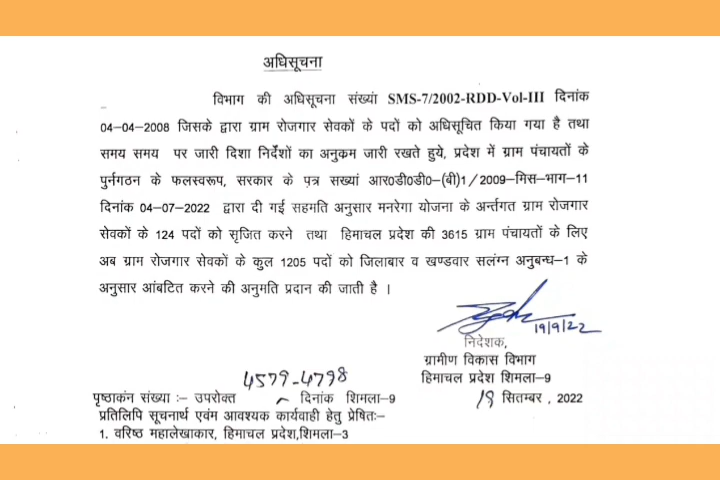 अधिसूचना
विभाग की अधिसूचना संख्यां SMS-7/2002-RDD-Vol-III दिनांक
04-04-2008 जिसके द्वारा ग्राम रोजगार सेवकों के पदों को अधिसूचित किया गया है तथा
समय समय पर जारी दिशा निर्देशों का अनुकम जारी रखते हुये, प्रदेश में ग्राम पंचायतों के
पुर्नगठन के फलस्वरूप, सरकार के पत्र सख्यां आर0डी0डी0-(बी)1/2009-मिस-भाग-11
दिनांक 04-07-2022 द्वारा दी गई सहमति अनुसार मनरेगा योजना के अर्न्तगत ग्राम रोजगार
सेवकों के 124 पदों को सृजित करने तथा हिमाचल प्रदेश की 3615 ग्राम पंचायतों के लिए
अब ग्राम रोजगार सेवकों के कुल 1205 पदों को जिलाबार व खण्डवार सलंग्न अनुबन्ध-1 के
अनुसार आंबटित करने की अनुमति प्रदान की जाती है ।
19/9/22
निदेशक,
ग्रामीण विकास विभाग
हिमाचल प्रदेश शिमला-9
4579-4798
पृष्ठाकंन संख्या :- उपरोक्त दिनांक शिमला-9 19 सितम्बर , 2022
प्रतिलिपि सूचनार्थ एवंम आवश्यक कार्यवाही हेतु प्रेषितः-
1. वरिष्ठ महालेखाकार, हिमाचल प्रदेश,शिमला-3